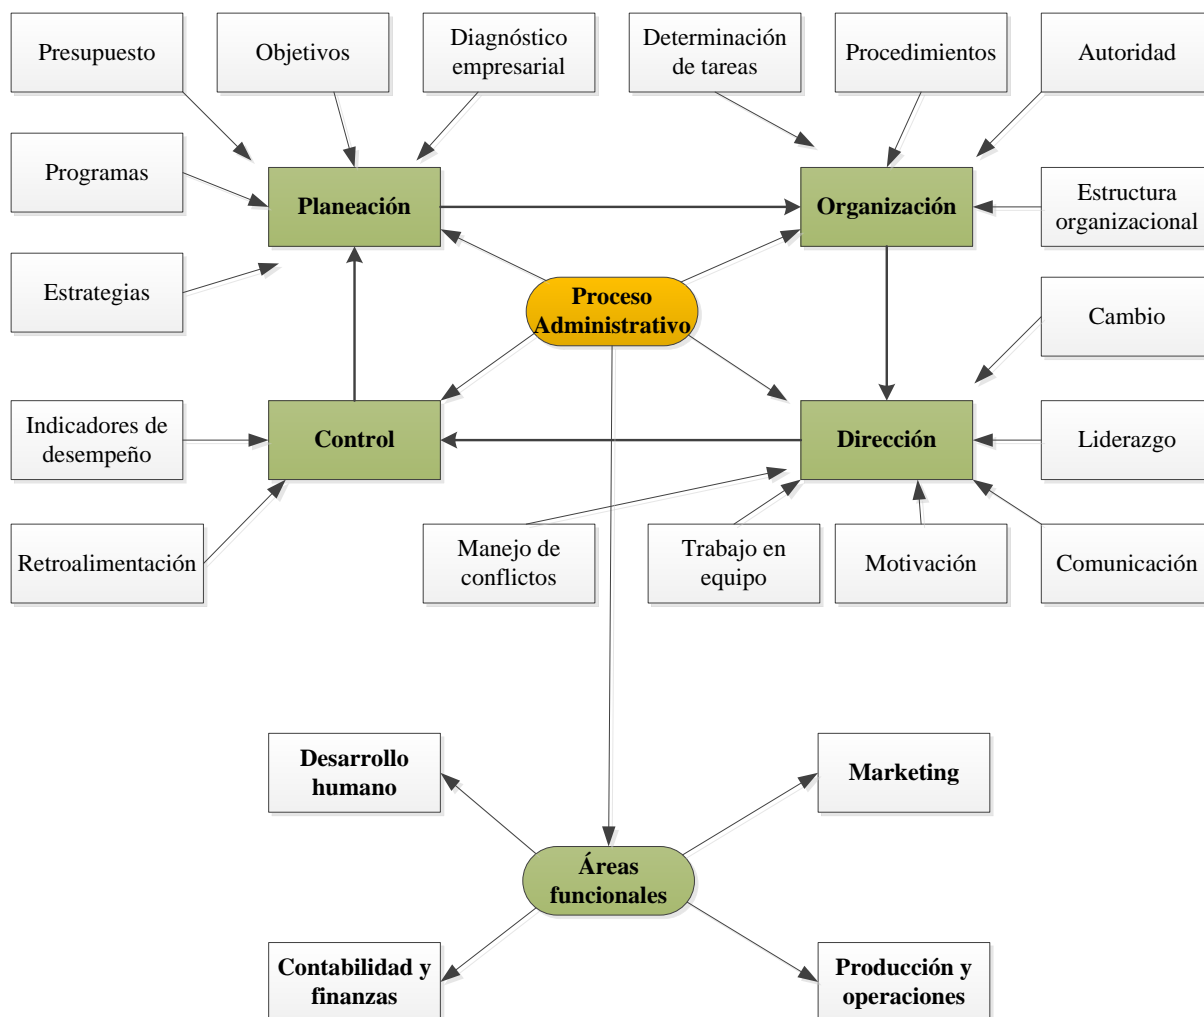 Presupuesto
Objetivos
Diagnóstico
empresarial
Determinación
de tareas
Procedimientos
Autoridad
Programas
Planeación
Organización
Estructura
organizacional
Estrategias
Proceso
Administrativo
Cambio
Indicadores de
desempeño
Control
Dirección
Liderazgo
Retroalimentación
Manejo de
conflictos
Trabajo en
equipo
Motivación
Comunicación
Desarrollo
humano
Marketing
Áreas
funcionales
Contabilidad y
finanzas
Producción y
operaciones